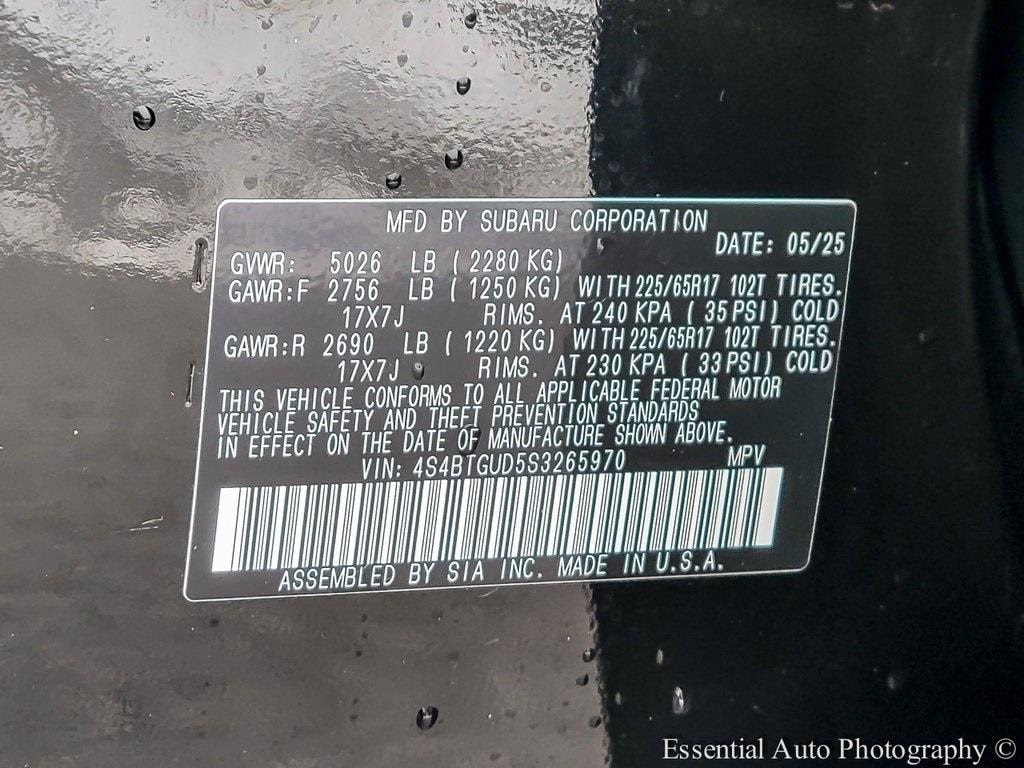 MFD BY SUBARU CORPORATION
DATE: 05/25
GVWR: 5026 LB ( 2280 KG)
GAWR:F 2756 LB ( 1250 KG) WITH 225/65R17 102T TIRES.
17X7J RIMS. AT 240 KPA ( 35 PSI) COLD
GAWR:R 2690 LB ( 1220 KG) WITH 225/65R17 102T TIRES.
17X7J RIMS. AT 230 KPA ( 33 PSI) COLD
THIS VEHICLE CONFORMS TO ALL APPLICABLE FEDERAL MOTOR
VEHICLE SAFETY AND THEFT PREVENTION STANDARDS
IN EFFECT ON THE DATE OF MANUFACTURE SHOWN ABOVE.
VIN: 4S4BTGUD5S3265970 MPV
ASSEMBLED BY SIA INC. MADE IN U.S.A.
Essential Auto Photography ©